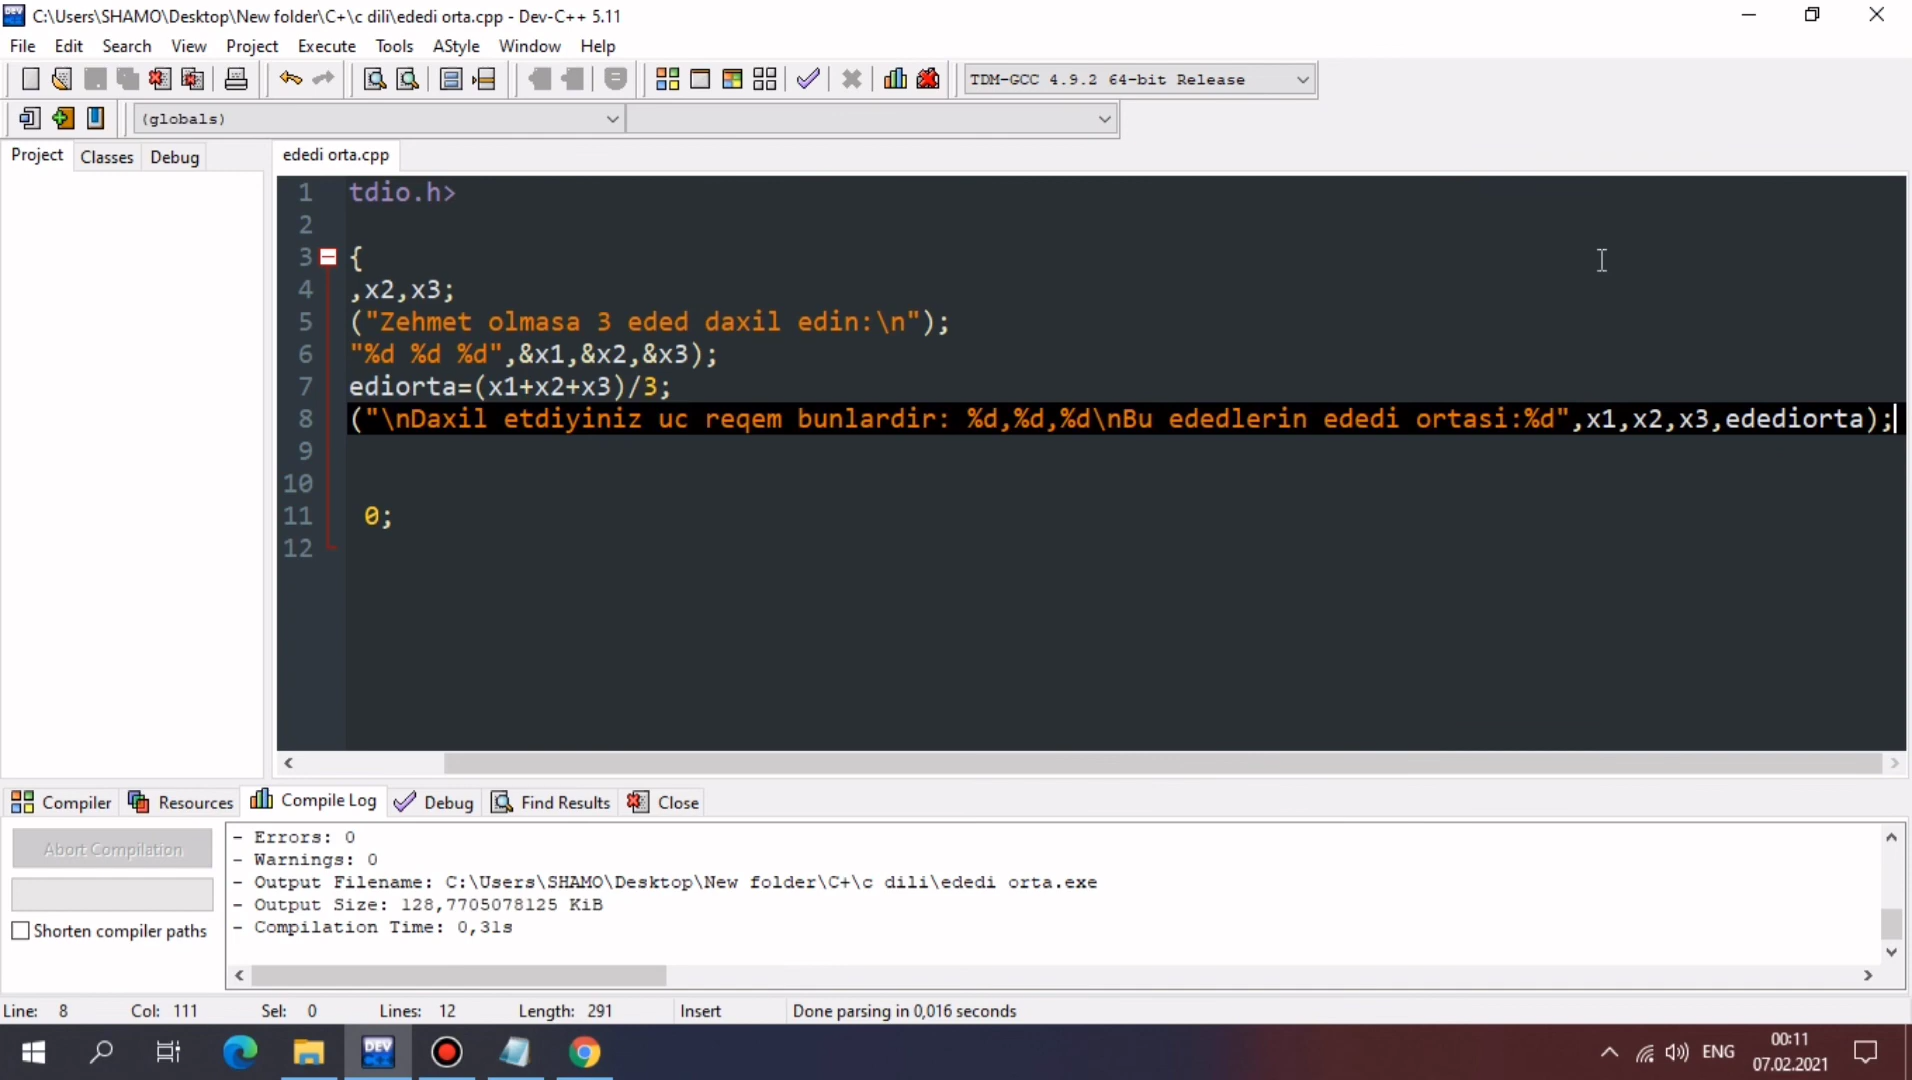 C:\Users\SHAMO\Desktop\New folder\C+\c dili\ededi orta.cpp - Dev-C++ 5.11
File Edit Search View Project Execute Tools AStyle Window Help
TDM-GCC 4.9.2 64-bit Release
(globals)
Project Classes Debug
ededi orta.cpp
1 tdio.h>
2
3 {
4 ,x2,x3;
5 ("Zehmet olmasa 3 eded daxil edin:\n");
6 "%d %d %d",&x1,&x2,&x3);
7 ediorta=(x1+x2+x3)/3;
8 ("\nDaxil etdiyiniz uc reqem bunlardir: %d,%d,%d\nBu ededlerin ededi ortasi:%d",x1,x2,x3,edediorta);
9
10
11 0;
12
Compiler Resources Compile Log Debug Find Results Close
Abort Compilation
Shorten compiler paths
- Errors: 0
- Warnings: 0
- Output Filename: C:\Users\SHAMO\Desktop\New folder\C+\c dili\ededi orta.exe
- Output Size: 128,7705078125 KiB
- Compilation Time: 0,31s
Line: 8 Col: 111 Sel: 0 Lines: 12 Length: 291 Insert Done parsing in 0,016 seconds
DEV
ENG
00:11
07.02.2021